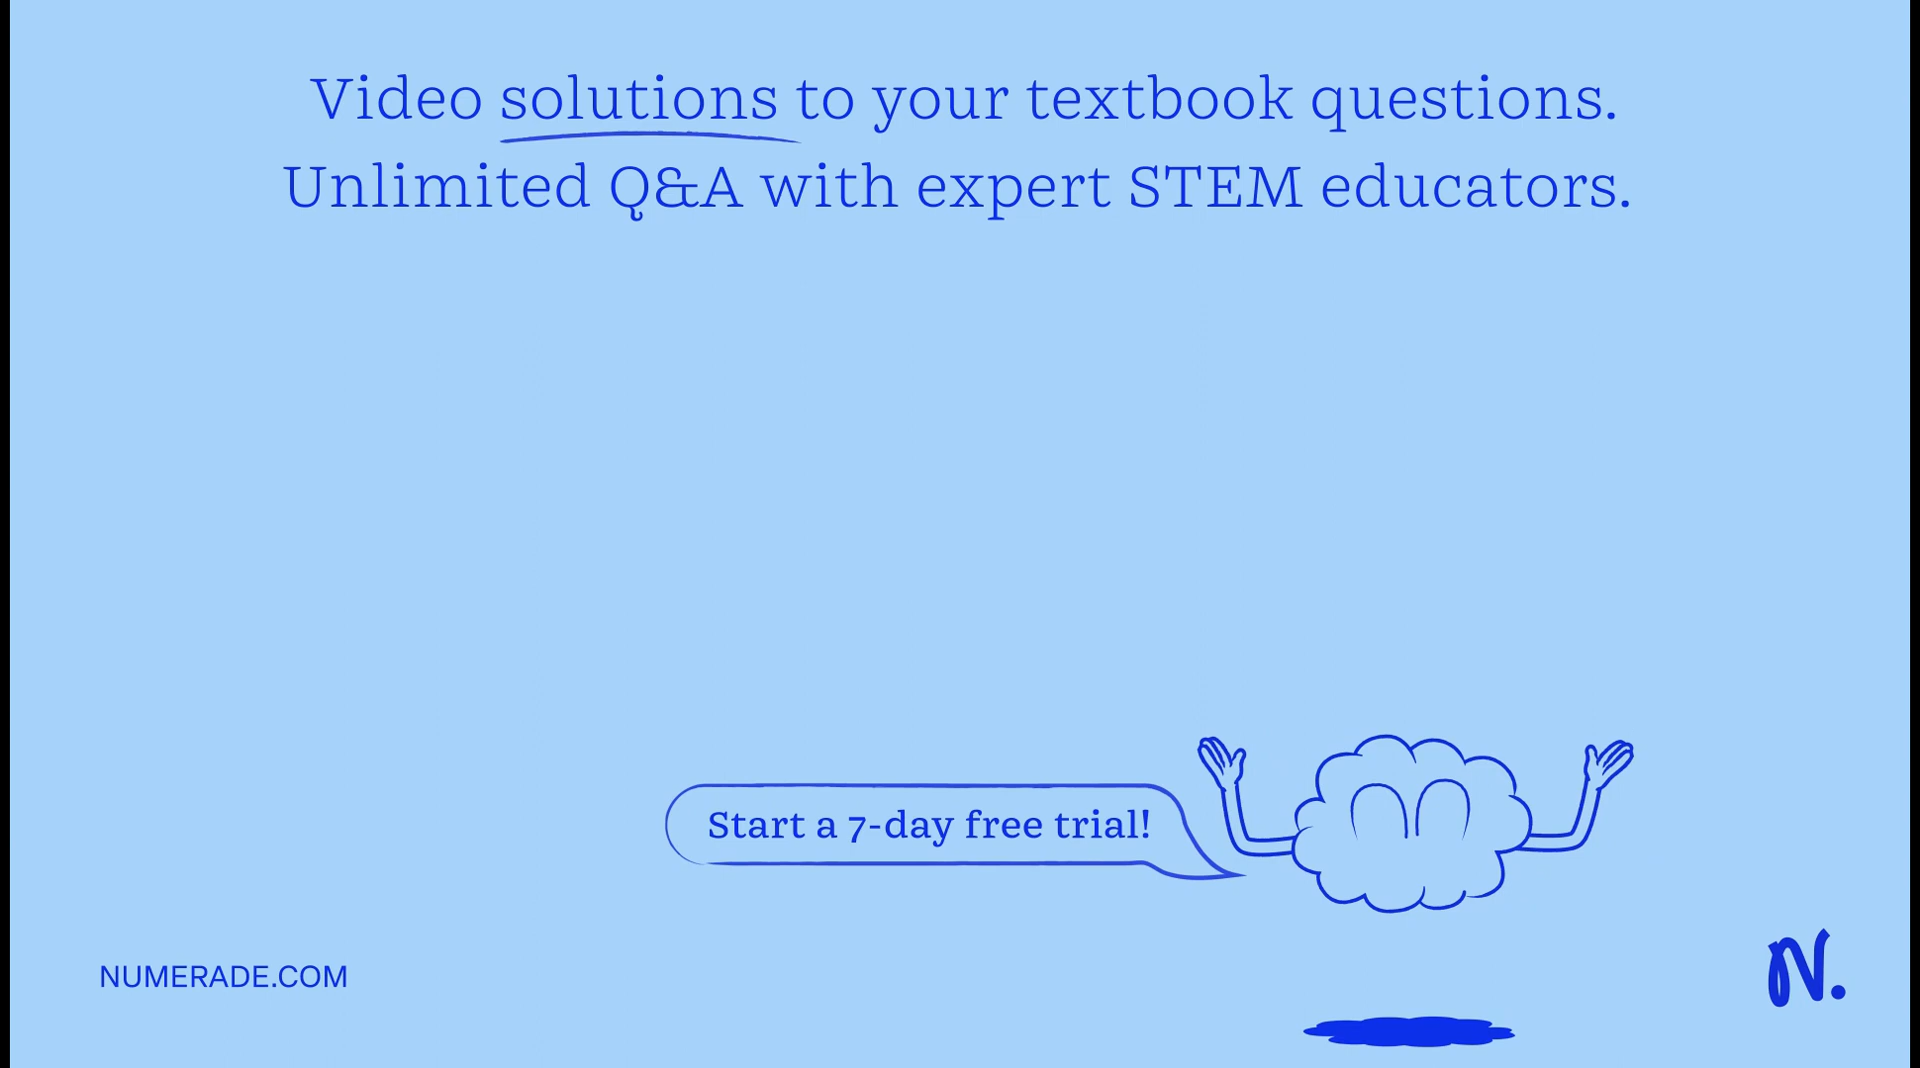 Video solutions to your textbook questions.
Unlimited Q&A with expert STEM educators.
Start a 7-day free trial!
NUMERADE.COM
N.